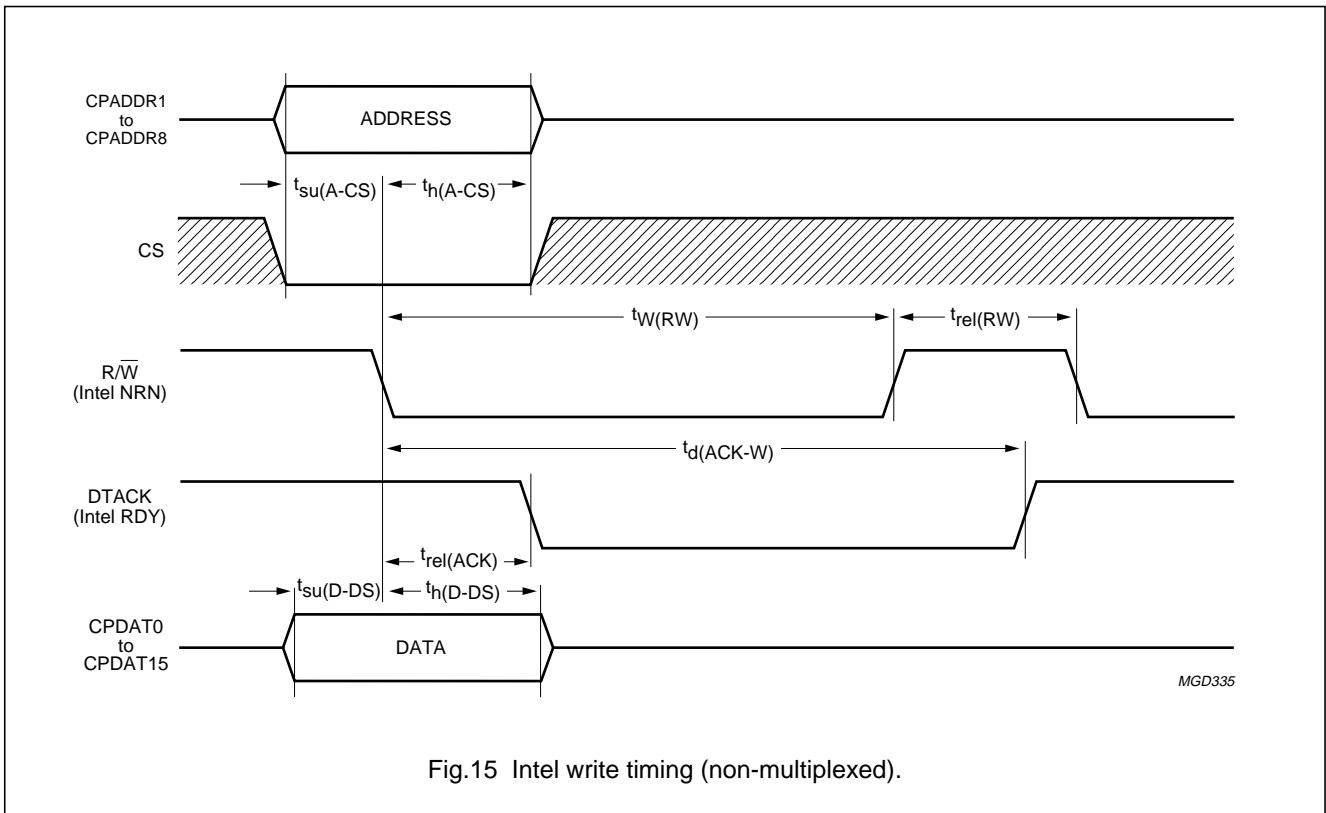 CPADDR1
to
CPADDR8
ADDRESS
tsu(A-CS)
th(A-CS)
CS
tW(RW)
trel(RW)
R/W̅
(Intel NRN)
td(ACK-W)
DTACK
(Intel RDY)
trel(ACK)
tsu(D-DS)
th(D-DS)
CPDAT0
to
CPDAT15
DATA
MGD335
Fig.15 Intel write timing (non-multiplexed).